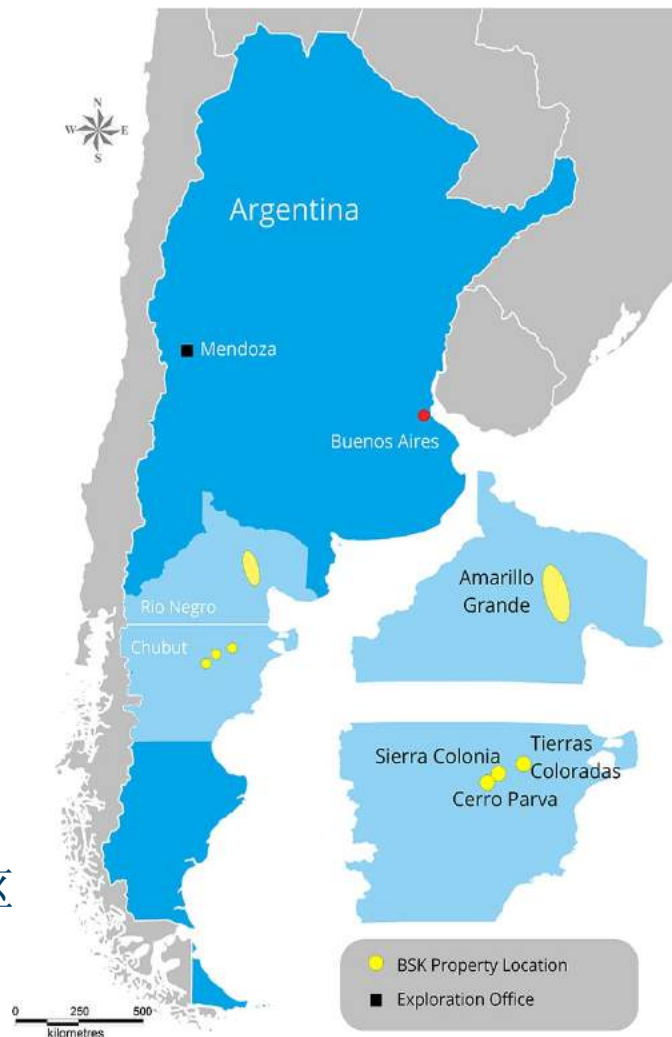 N
W E
S
Argentina
Mendoza
Buenos Aires
Rio Negro
Chubut
Amarillo
Grande
Sierra Colonia
Tierras
Coloradas
Cerro Parva
区
BSK Property Location
Exploration Office
0 250 500
kilometres